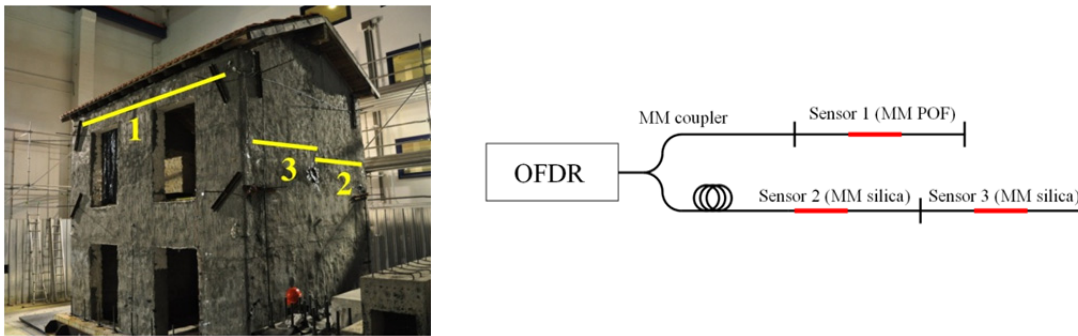 1
3
2
MM coupler
Sensor 1 (MM POF)
OFDR
Sensor 2 (MM silica)
Sensor 3 (MM silica)